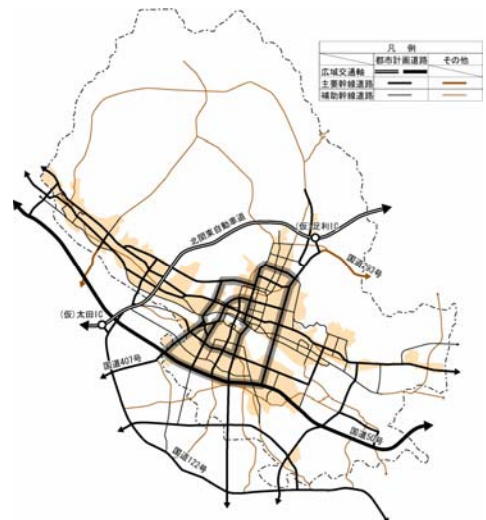 凡例
都市計画道路 その他
広域交通軸
主要幹線道路
補助幹線道路
北関東自動車道
(仮)足利IC
国道293号
(仮)太田IC
国道407号
国道50号
国道122号